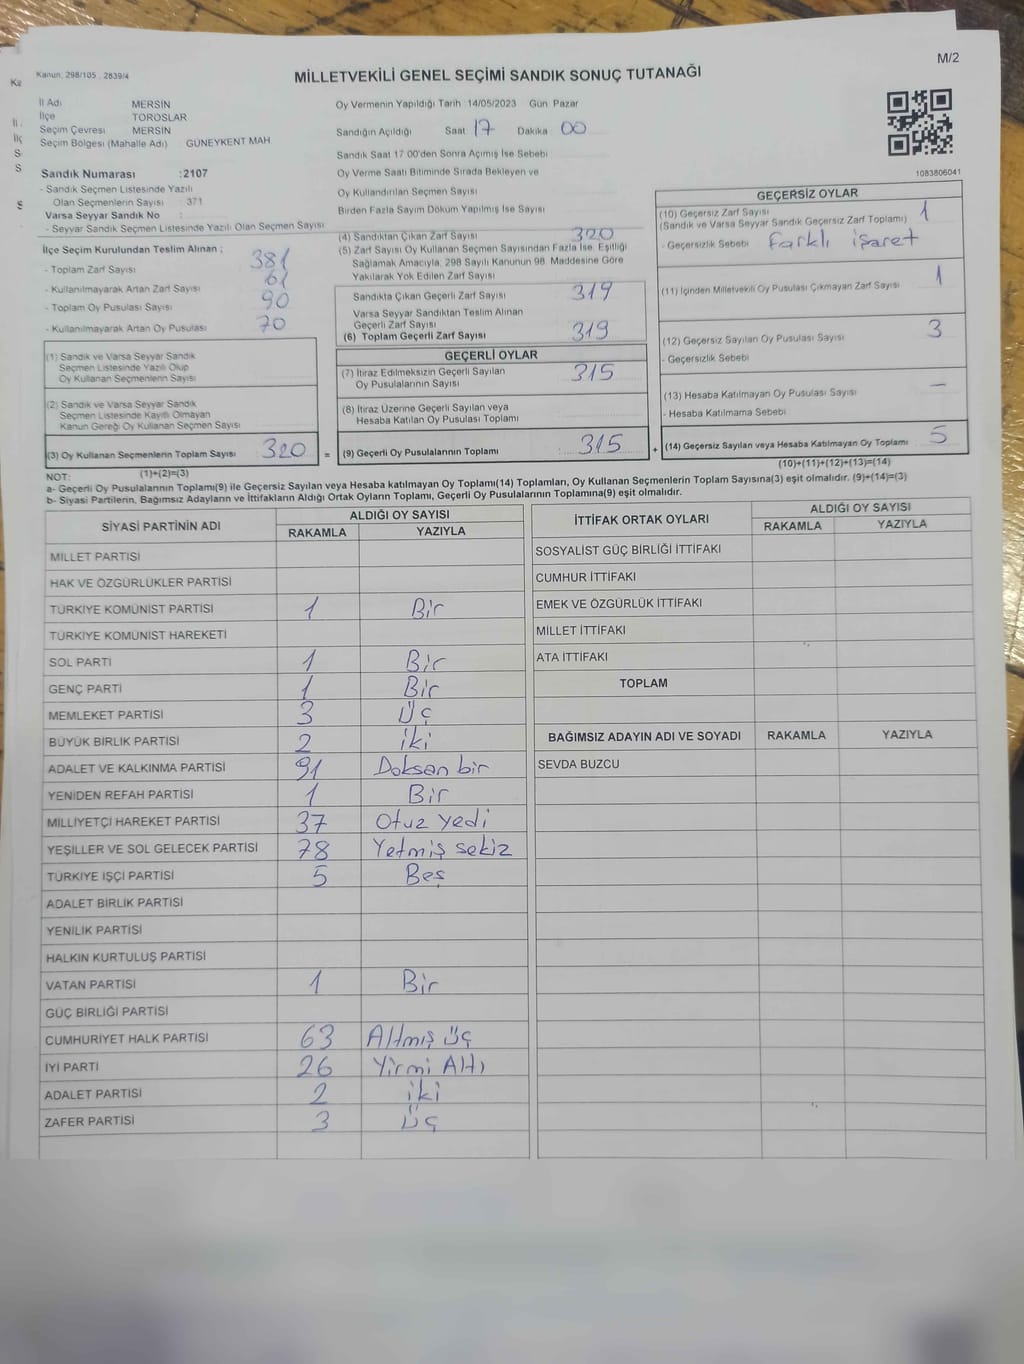 M/2
Kanun, 298/105 , 2839/4
MİLLETVEKİLİ GENEL SEÇİMİ SANDIK SONUÇ TUTANAĞI
İl Adı MERSİN
İlçe TOROSLAR
Seçim Çevresi MERSİN
Seçim Bölgesi (Mahalle Adı) GÜNEYKENT MAH
Sandık Numarası :2107
- Sandık Seçmen Listesinde Yazılı
Olan Seçmenlerin Sayısı : 371
Varsa Seyyar Sandık No :
- Seyyar Sandık Seçmen Listesinde Yazılı Olan Seçmen Sayısı
Oy Vermenin Yapıldığı Tarih : 14/05/2023 Gün Pazar
Sandığın Açıldığı Saat 17 Dakika 00
Sandık Saat 17 00'den Sonra Açımış İse Sebebi
Oy Verme Saati Bitiminde Sırada Bekleyen ve
Oy Kullandırılan Seçmen Sayısı
Birden Fazla Sayım Döküm Yapılmış İse Sayısı
1083806041
İlçe Seçim Kurulundan Teslim Alınan ;
- Toplam Zarf Sayısı 381
- Kullanılmayarak Artan Zarf Sayısı 61
- Toplam Oy Pusulası Sayısı 90
- Kullanılmayarak Artan Oy Pusulası 70
(1) Sandık ve Varsa Seyyar Sandık
Seçmen Listesinde Yazılı Olup
Oy Kullanan Seçmenlerin Sayısı
(2) Sandık ve Varsa Seyyar Sandık
Seçmen Listesinde Kayıtlı Olmayan
Kanun Gereği Oy Kullanan Seçmen Sayısı
(3) Oy Kullanan Seçmenlerin Toplam Sayısı 320 =
(1)+(2)=(3)
(4) Sandıktan Çıkan Zarf Sayısı 320
(5) Zarf Sayısı Oy Kullanan Seçmen Sayısından Fazla İse, Eşitliği
Sağlamak Amacıyla, 298 Sayılı Kanunun 98. Maddesine Göre
Yakılarak Yok Edilen Zarf Sayısı
Sandıkta Çıkan Geçerli Zarf Sayısı 319
Varsa Seyyar Sandıktan Teslim Alınan
Geçerli Zarf Sayısı
(6) Toplam Geçerli Zarf Sayısı 319
GEÇERLİ OYLAR
(7) İtiraz Edilmeksizin Geçerli Sayılan
Oy Pusulalarının Sayısı 315
(8) İtiraz Üzerine Geçerli Sayılan veya
Hesaba Katılan Oy Pusulası Toplamı
(9) Geçerli Oy Pusulalarının Toplamı : 315 +
GEÇERSİZ OYLAR
(10) Geçersiz Zarf Sayısı 1
(Sandık ve Varsa Seyyar Sandık Geçersiz Zarf Toplamı)
- Geçersizlik Sebebi Farklı işaret
(11) İçinden Milletvekili Oy Pusulası Çıkmayan Zarf Sayısı 1
(12) Geçersiz Sayılan Oy Pusulası Sayısı 3
- Geçersizlik Sebebi
(13) Hesaba Katılmayan Oy Pusulası Sayısı —
- Hesaba Katılmama Sebebi
(14) Geçersiz Sayılan veya Hesaba Katılmayan Oy Toplamı 5
(10)+(11)+(12)+(13)=(14)
NOT:
a- Geçerli Oy Pusulalarının Toplamı(9) ile Geçersiz Sayılan veya Hesaba katılmayan Oy Toplamı(14) Toplamları, Oy Kullanan Seçmenlerin Toplam Sayısına(3) eşit olmalıdır. (9)+(14)=(3)
b- Siyasi Partilerin, Bağımsız Adayların ve İttifakların Aldığı Ortak Oyların Toplamı, Geçerli Oy Pusulalarının Toplamına(9) eşit olmalıdır.
SİYASİ PARTİNİN ADI ALDIĞI OY SAYISI
RAKAMLA YAZIYLA
MİLLET PARTİSİ
HAK VE ÖZGÜRLÜKLER PARTİSİ
TÜRKİYE KOMÜNİST PARTİSİ 1 Bir
TÜRKİYE KOMÜNİST HAREKETİ
SOL PARTİ 1 Bir
GENÇ PARTİ 1 Bir
MEMLEKET PARTİSİ 3 Üç
BÜYÜK BİRLİK PARTİSİ 2 iki
ADALET VE KALKINMA PARTİSİ 91 Doksan bir
YENİDEN REFAH PARTİSİ 1 Bir
MİLLİYETÇİ HAREKET PARTİSİ 37 Otuz yedi
YEŞİLLER VE SOL GELECEK PARTİSİ 78 Yetmiş sekiz
TÜRKİYE İŞÇİ PARTİSİ 5 Beş
ADALET BİRLİK PARTİSİ
YENİLİK PARTİSİ
HALKIN KURTULUŞ PARTİSİ
VATAN PARTİSİ 1 Bir
GÜÇ BİRLİĞİ PARTİSİ
CUMHURİYET HALK PARTİSİ 63 Altmış üç
İYİ PARTİ 26 Yirmi Altı
ADALET PARTİSİ 2 iki
ZAFER PARTİSİ 3 Üç
İTTİFAK ORTAK OYLARI ALDIĞI OY SAYISI
RAKAMLA YAZIYLA
SOSYALİST GÜÇ BİRLİĞİ İTTİFAKI
CUMHUR İTTİFAKI
EMEK VE ÖZGÜRLÜK İTTİFAKI
MİLLET İTTİFAKI
ATA İTTİFAKI
TOPLAM
BAĞIMSIZ ADAYIN ADI VE SOYADI RAKAMLA YAZIYLA
SEVDA BUZCU